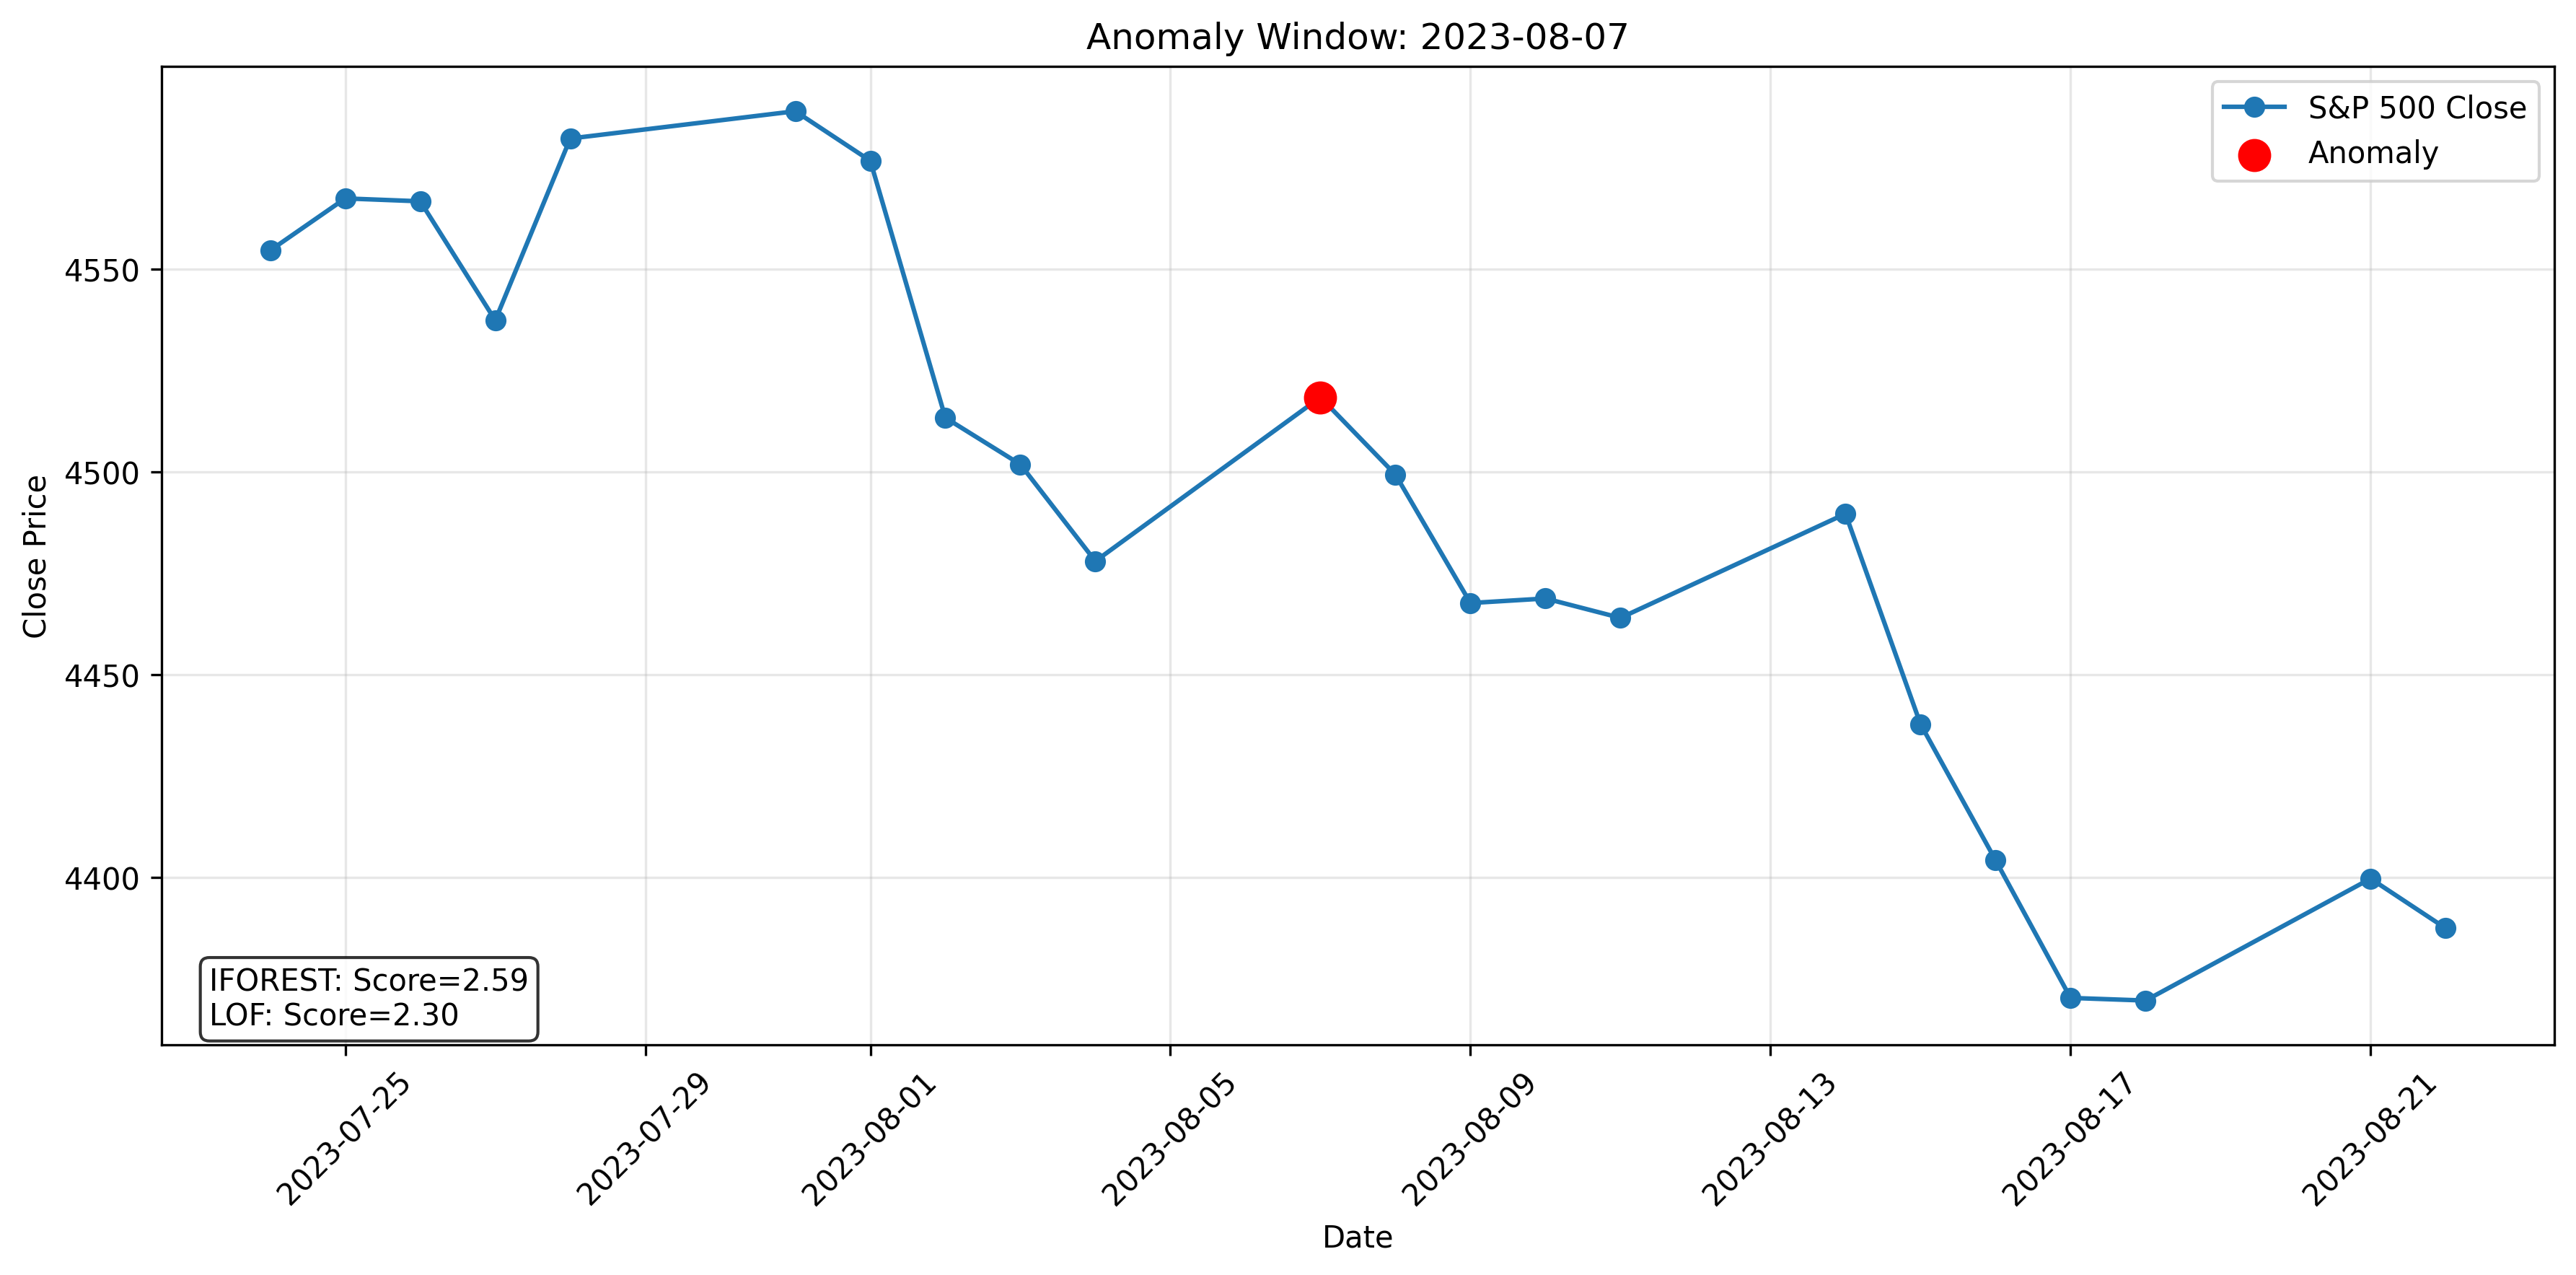 Anomaly Window: 2023-08-07
S&P 500 Close
Anomaly
Close Price
4550
4500
4450
4400
IFOREST: Score=2.59
LOF: Score=2.30
2023-07-25
2023-07-29
2023-08-01
2023-08-05
2023-08-09
2023-08-13
2023-08-17
2023-08-21
Date